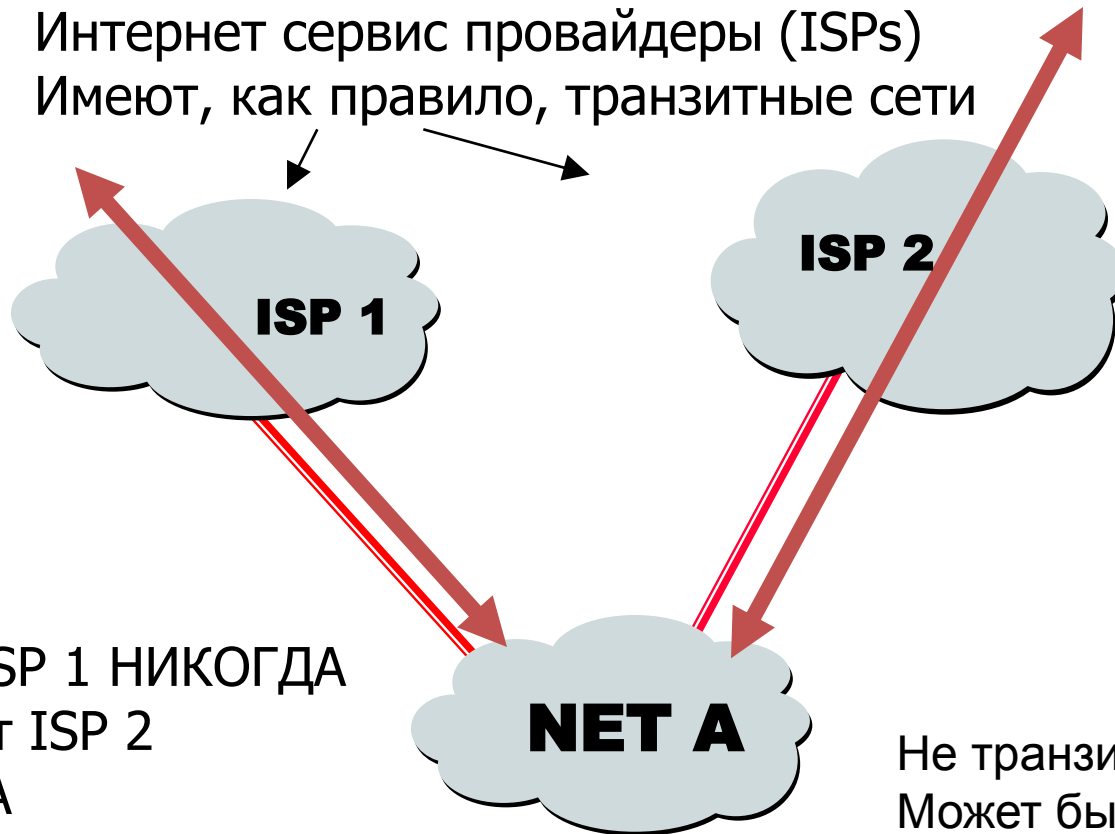 Интернет сервис провайдеры (ISPs)
Имеют, как правило, транзитные сети
ISP 2
ISP 1
SP 1 НИКОГДА
т ISP 2
А
NET A
Не транзи
Может бы